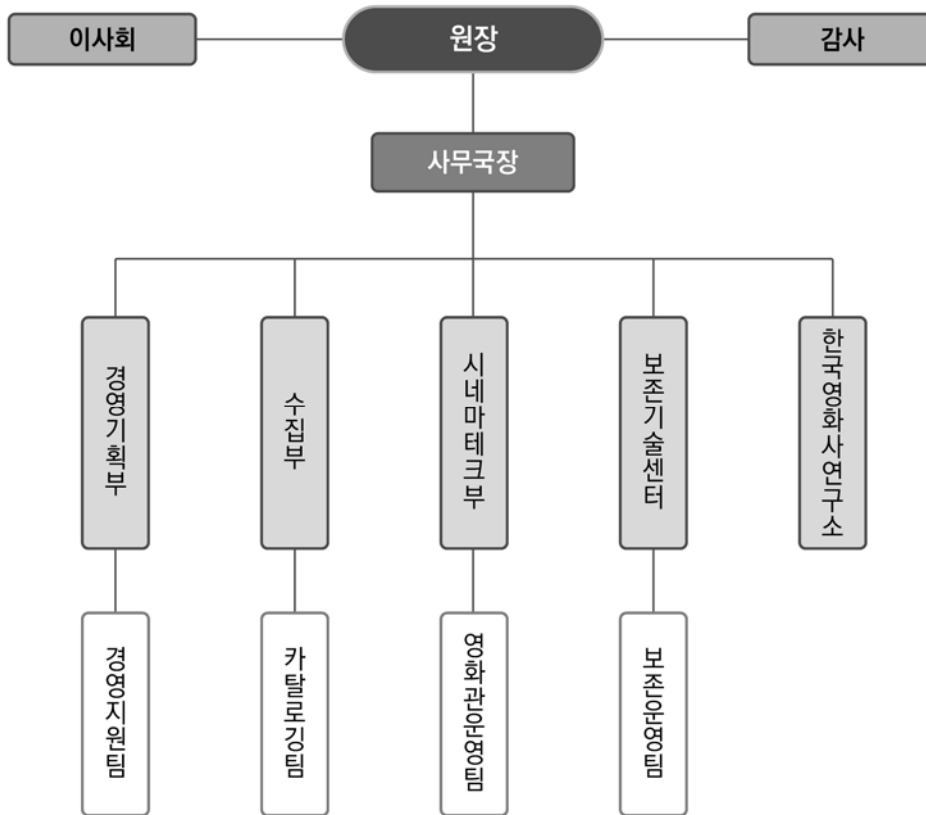 이사회
원장
감사
사무국장
경영기획부
수집부
시네마테크부
보존기술센터
한국영화사연구소
경영지원팀
카탈로깅팀
영화관운영팀
보존운영팀